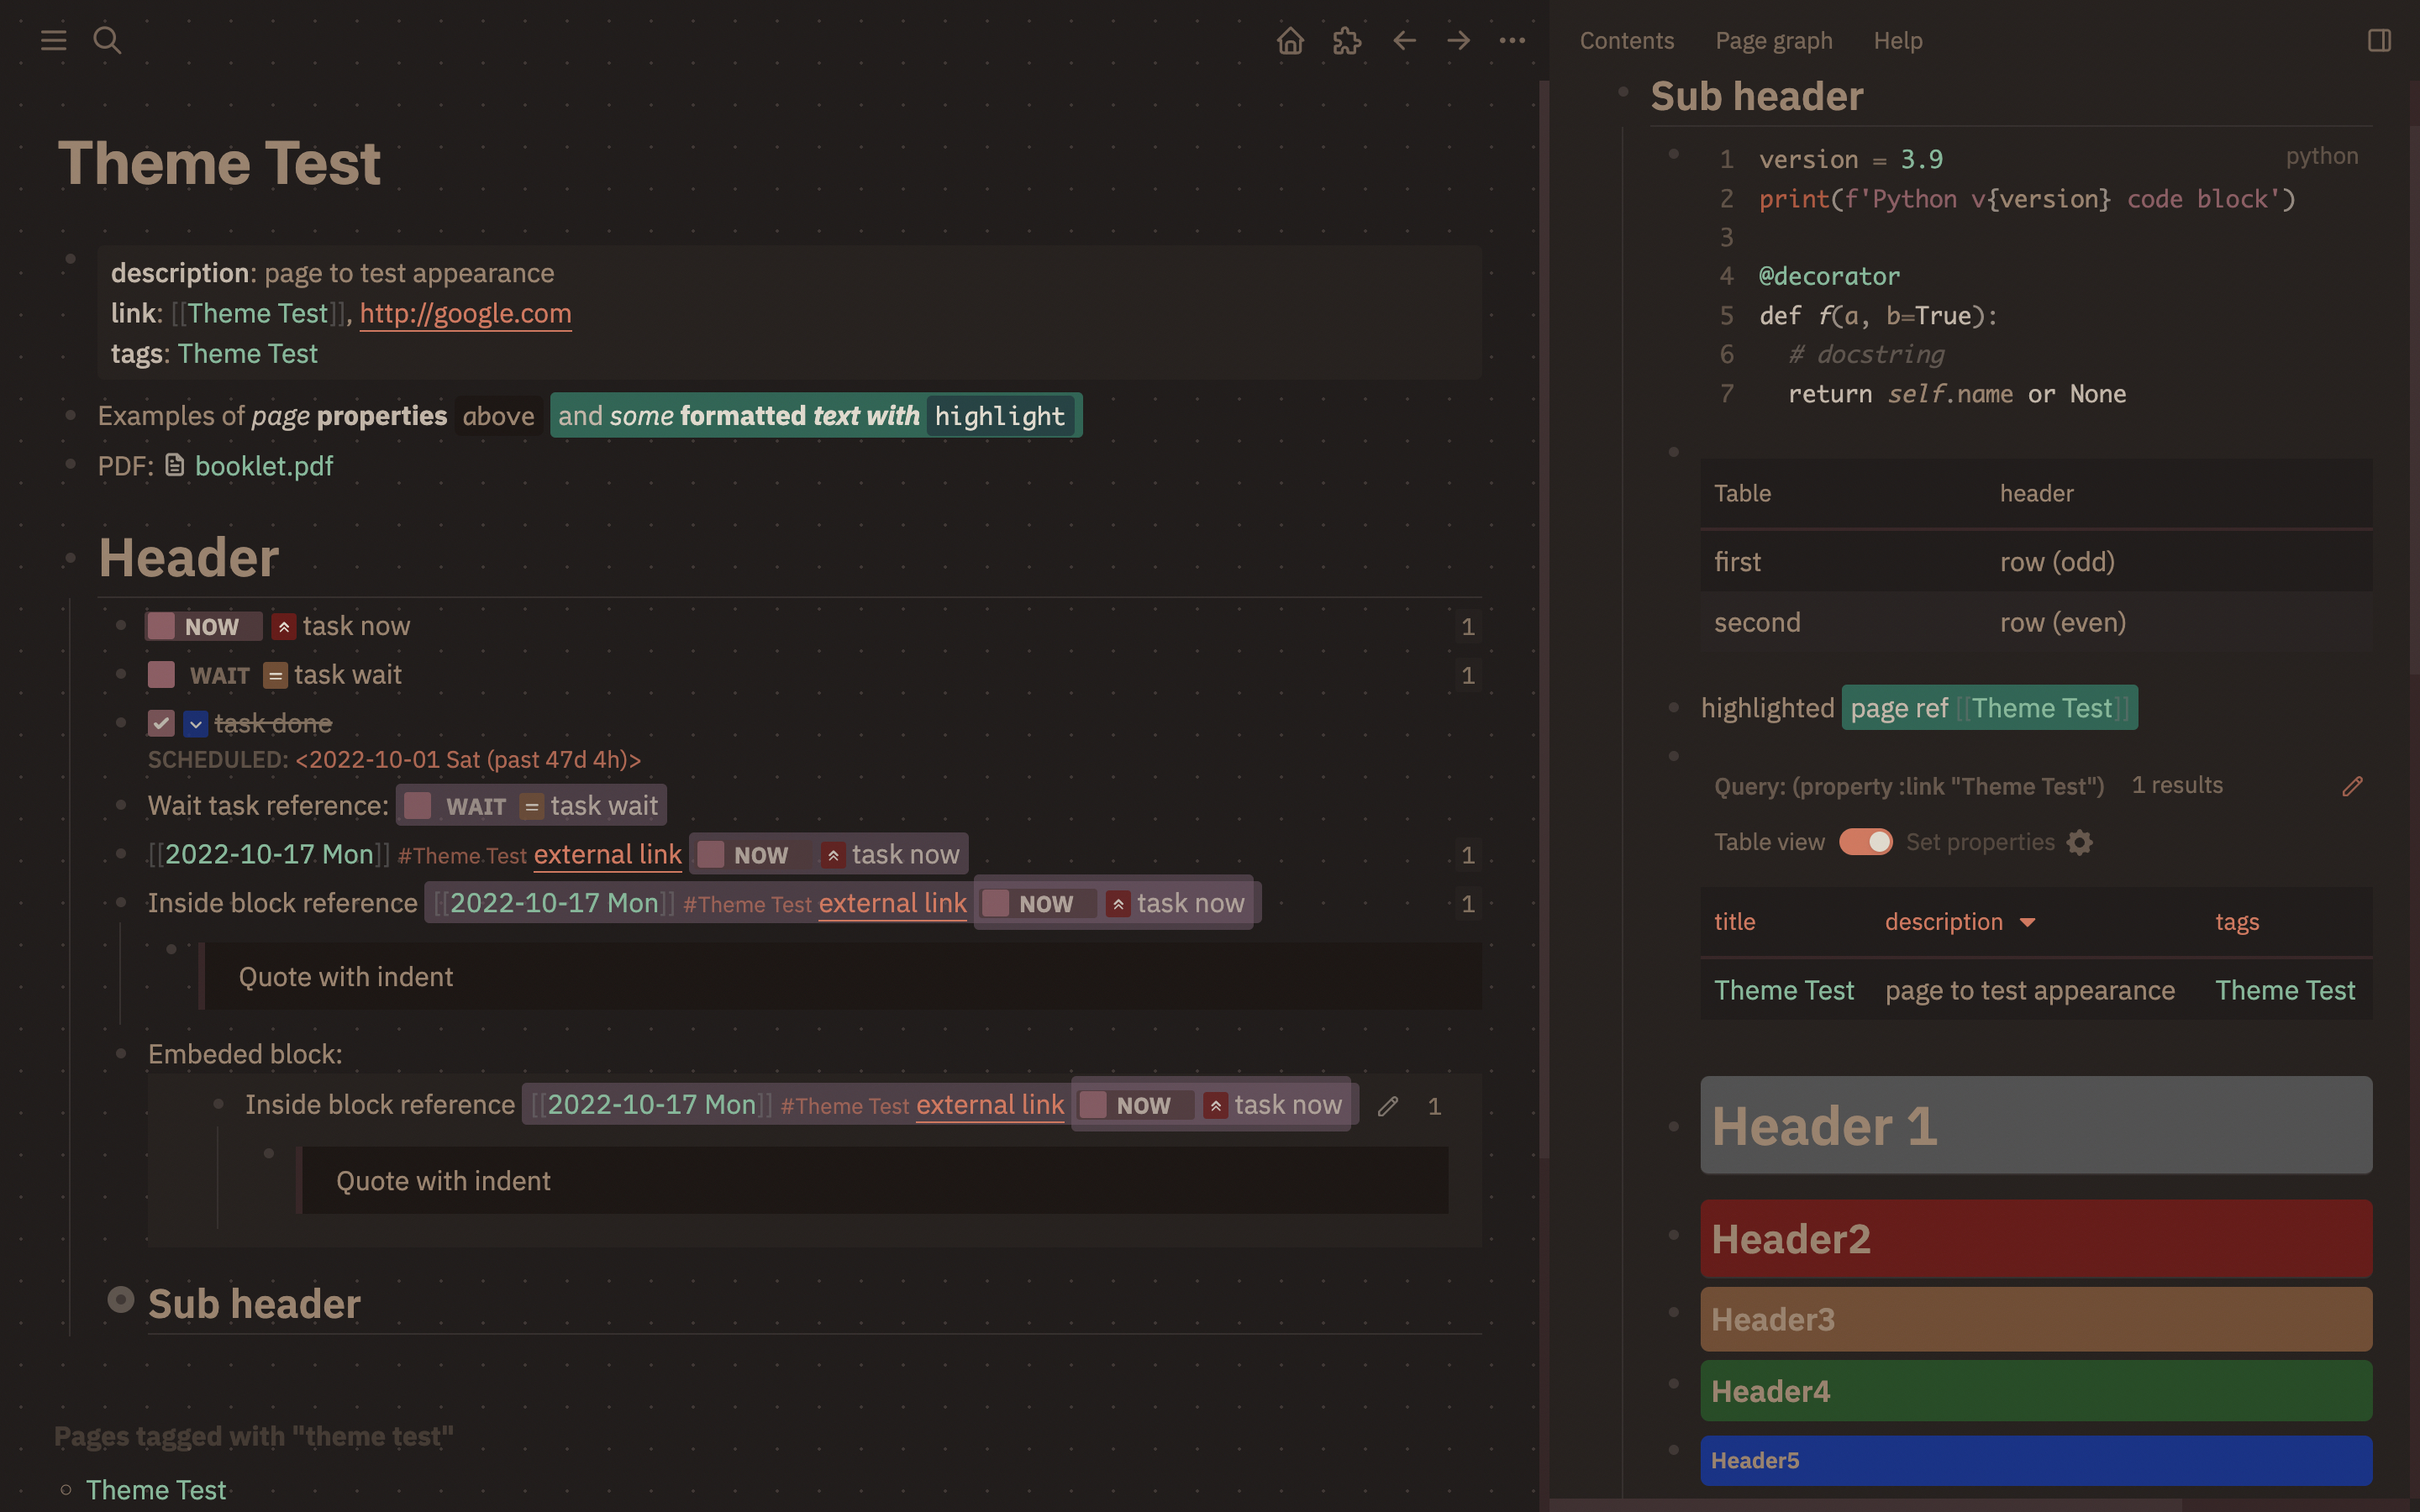 Theme Test
description: page to test appearance
link: [[Theme Test]], http://google.com
tags: Theme Test
Examples of page properties above and some formatted text with highlight
PDF: booklet.pdf
Header
NOW task now 1
WAIT = task wait 1
task done
SCHEDULED: <2022-10-01 Sat (past 47d 4h)>
Wait task reference: WAIT = task wait
[[2022-10-17 Mon]] #Theme Test external link NOW task now 1
Inside block reference [[2022-10-17 Mon]] #Theme Test external link NOW task now 1
Quote with indent
Embeded block:
Inside block reference [[2022-10-17 Mon]] #Theme Test external link NOW task now 1
Quote with indent
Sub header
Pages tagged with "theme test"
Theme Test
Contents Page graph Help
Sub header
python
1 version = 3.9
2 print(f'Python v{version} code block')
3
4 @decorator
5 def f(a, b=True):
6 # docstring
7 return self.name or None
Table header
first row (odd)
second row (even)
highlighted page ref [[Theme Test]]
Query: (property :link "Theme Test") 1 results
Table view Set properties
title description tags
Theme Test page to test appearance Theme Test
Header 1
Header2
Header3
Header4
Header5